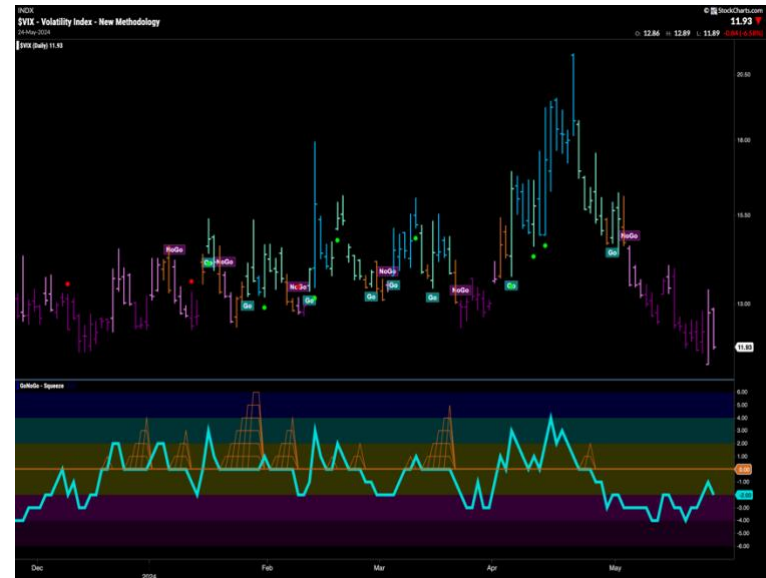 INDX
© StockCharts.com
$VIX - Volatility Index - New Methodology
11.93
24-May-2024
O: 12.86 H: 12.89 L: 11.89 -0.84 (-6.58%)
$VIX (Daily) 11.93
20.50
18.00
15.50
NoGo
Go NoGo
NoGo
NoGo
Go
Go
NoGo
Go
Go
Go
NoGo
Go
Go
NoGo
13.00
11.93
GoNoGo - Squeeze
6.00
5.00
4.00
3.00
2.00
1.00
0.00
-1.00
-2.00
-3.00
-4.00
-5.00
-6.00
Dec
2024
Feb
Mar
Apr
May